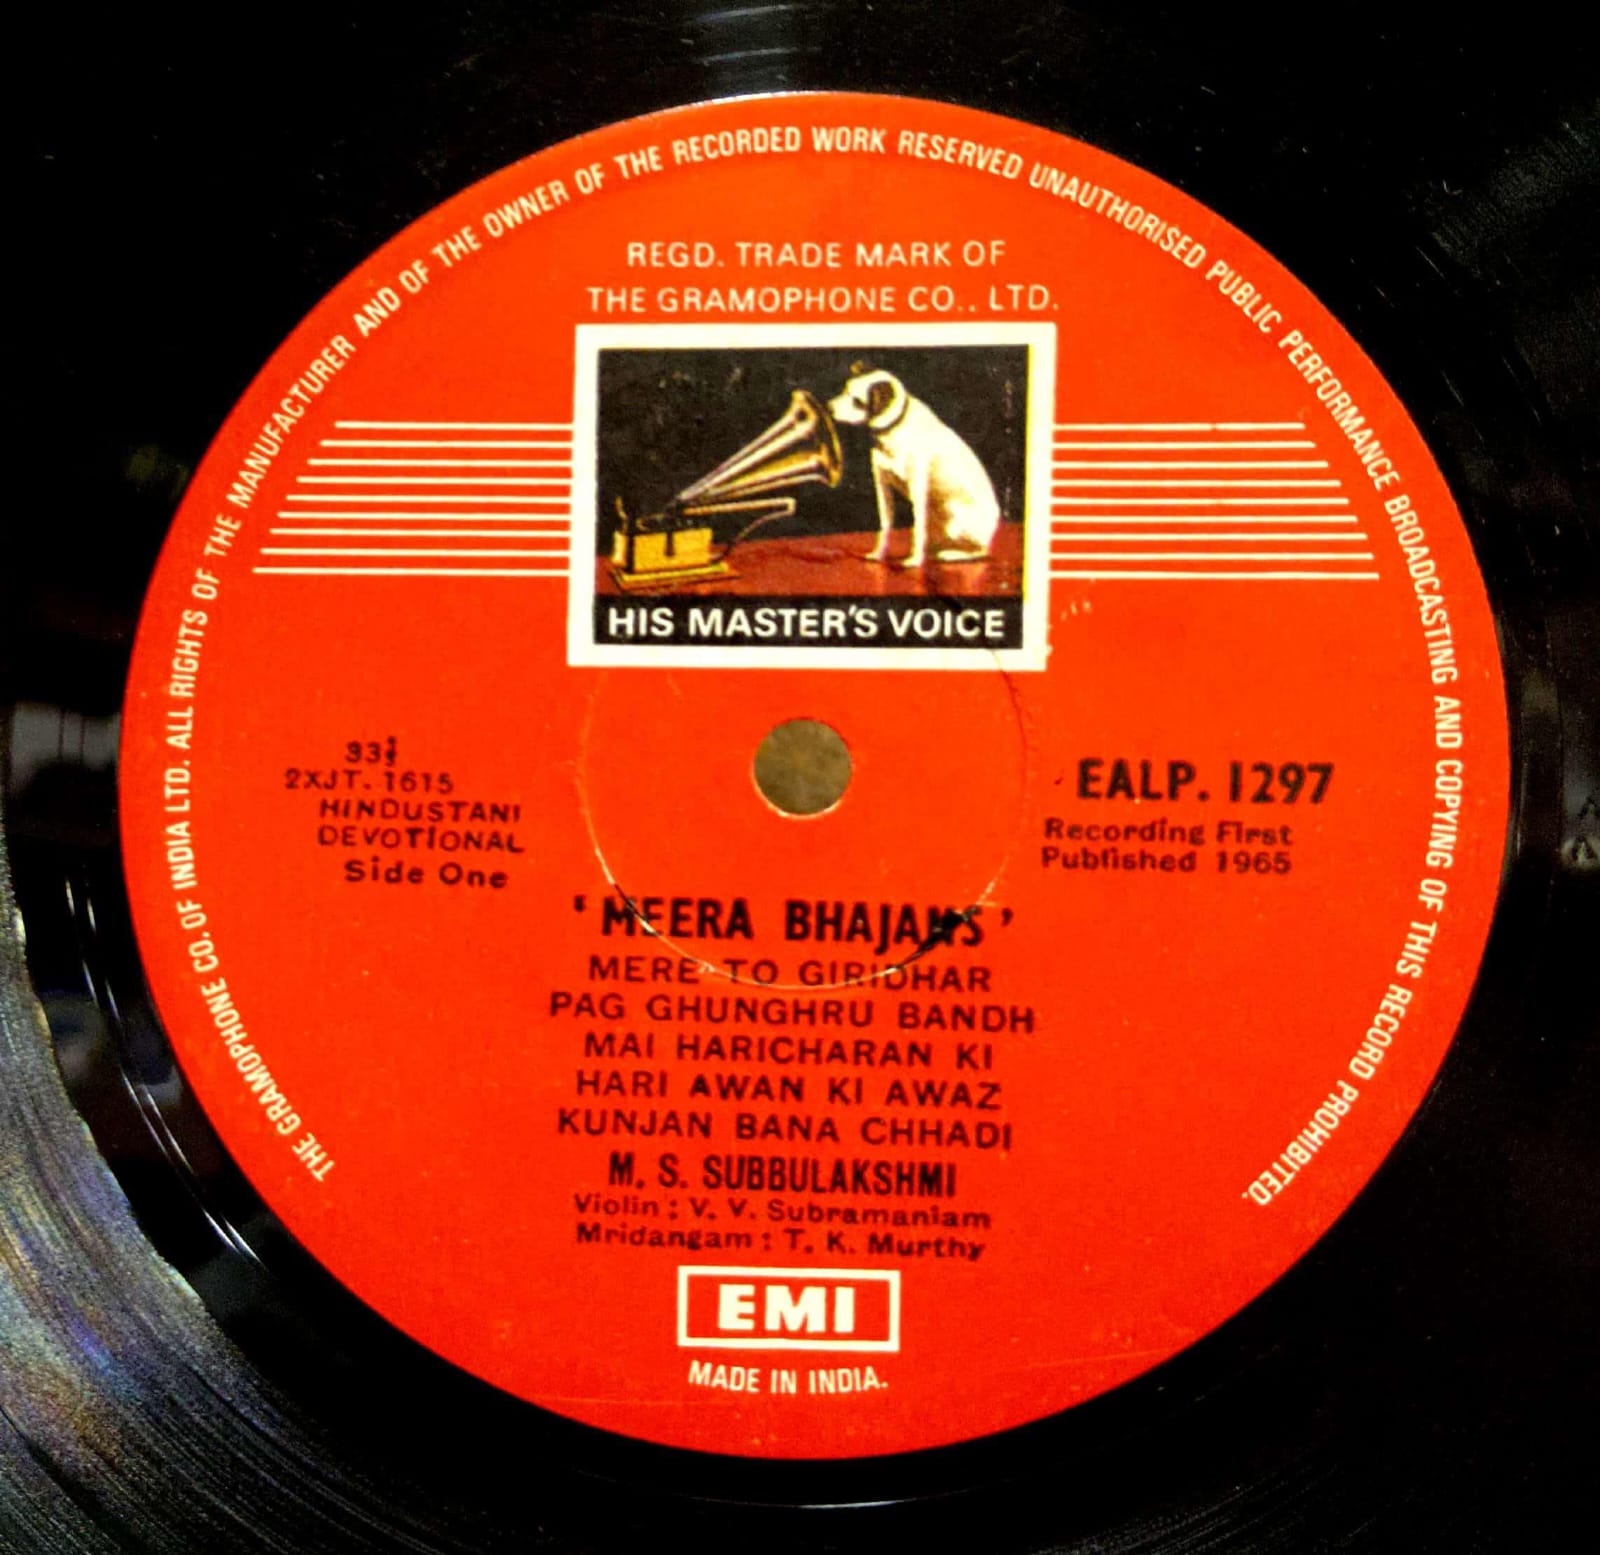 THE GRAMOPHONE CO. OF INDIA LTD. ALL RIGHTS OF THE MANUFACTURER AND OF THE OWNER OF THE RECORDED WORK RESERVED UNAUTHORISED PUBLIC PERFORMANCE BROADCASTING AND COPYING OF THIS RECORD PROHIBITED.
REGD. TRADE MARK OF
THE GRAMOPHONE CO., LTD.
HIS MASTER'S VOICE
33⅓
2XJT. 1615
HINDUSTANI
DEVOTIONAL
Side One
EALP. 1297
Recording First
Published 1965
'MEERA BHAJANS'
MERE TO GIRIDHAR
PAG GHUNGHRU BANDH
MAI HARICHARAN KI
HARI AWAN KI AWAZ
KUNJAN BANA CHHADI
M. S. SUBBULAKSHMI
Violin : V. V. Subramaniam
Mridangam : T. K. Murthy
EMI
MADE IN INDIA.